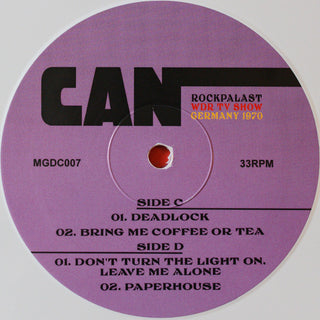 CAN
ROCKPALAST
WDR TV SHOW
GERMANY 1970
MGDC007
33RPM
SIDE C
01. DEADLOCK
02. BRING ME COFFEE OR TEA
SIDE D
01. DON'T TURN THE LIGHT ON.
LEAVE ME ALONE
02. PAPERHOUSE